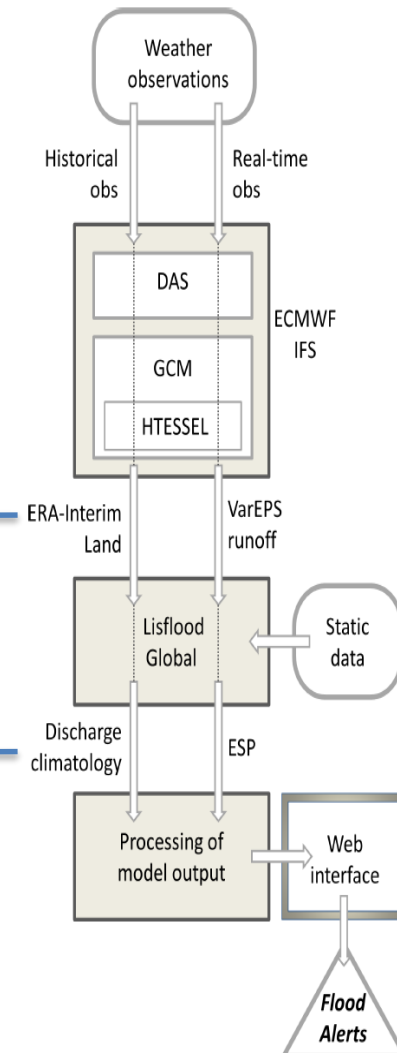 Weather
observations
Historical
obs
Real-time
obs
DAS
ECMWF
IFS
GCM
HTESSEL
ERA-Interim
Land
VarEPS
runoff
Lisflood
Global
Static
data
Discharge
climatology
ESP
Processing of
model output
Web
interface
Flood
Alerts